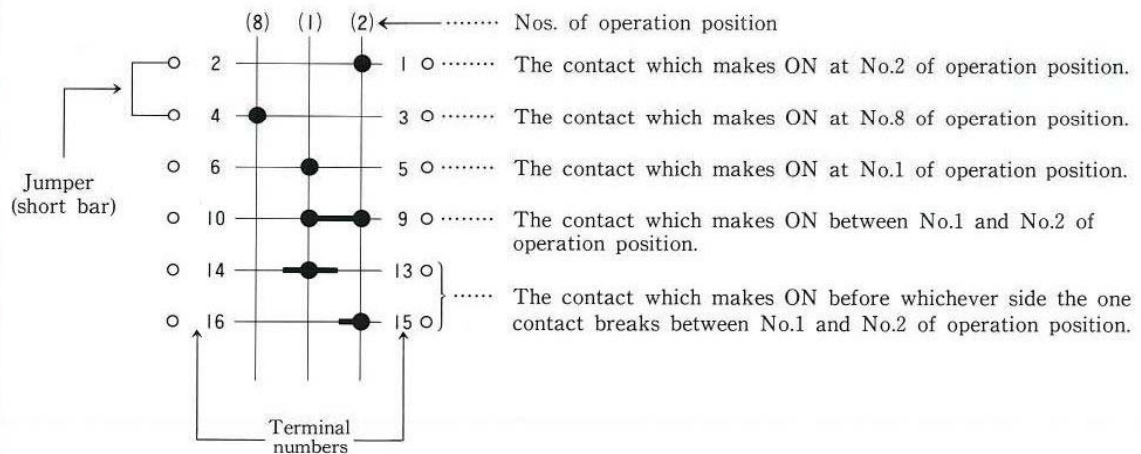 (8) (1) (2) ········ Nos. of operation position
2 1 ········ The contact which makes ON at No.2 of operation position.
4 3 ········ The contact which makes ON at No.8 of operation position.
6 5 ········ The contact which makes ON at No.1 of operation position.
Jumper
(short bar)
10 9 ········ The contact which makes ON between No.1 and No.2 of
operation position.
14 13 ······ The contact which makes ON before whichever side the one
16 15 contact breaks between No.1 and No.2 of operation position.
Terminal
numbers